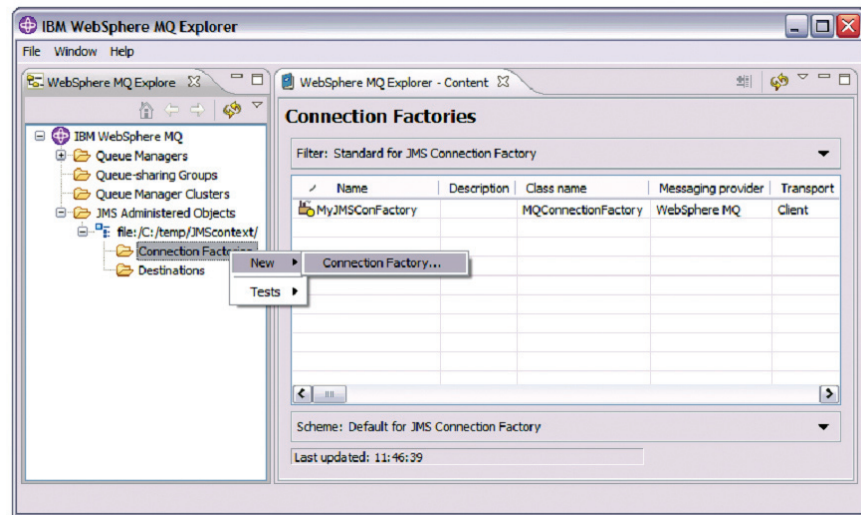 IBM WebSphere MQ Explorer
File Window Help
WebSphere MQ Explore
IBM WebSphere MQ
Queue Managers
Queue-sharing Groups
Queue Manager Clusters
JMS Administered Objects
file:/C:/temp/JMScontext/
Connection Factories
Destinations
New
Connection Factory...
Tests
WebSphere MQ Explorer - Content
Connection Factories
Filter: Standard for JMS Connection Factory
Name Description Class name Messaging provider Transport
MyJMSConFactory MQConnectionFactory WebSphere MQ Client
Scheme: Default for JMS Connection Factory
Last updated: 11:46:39